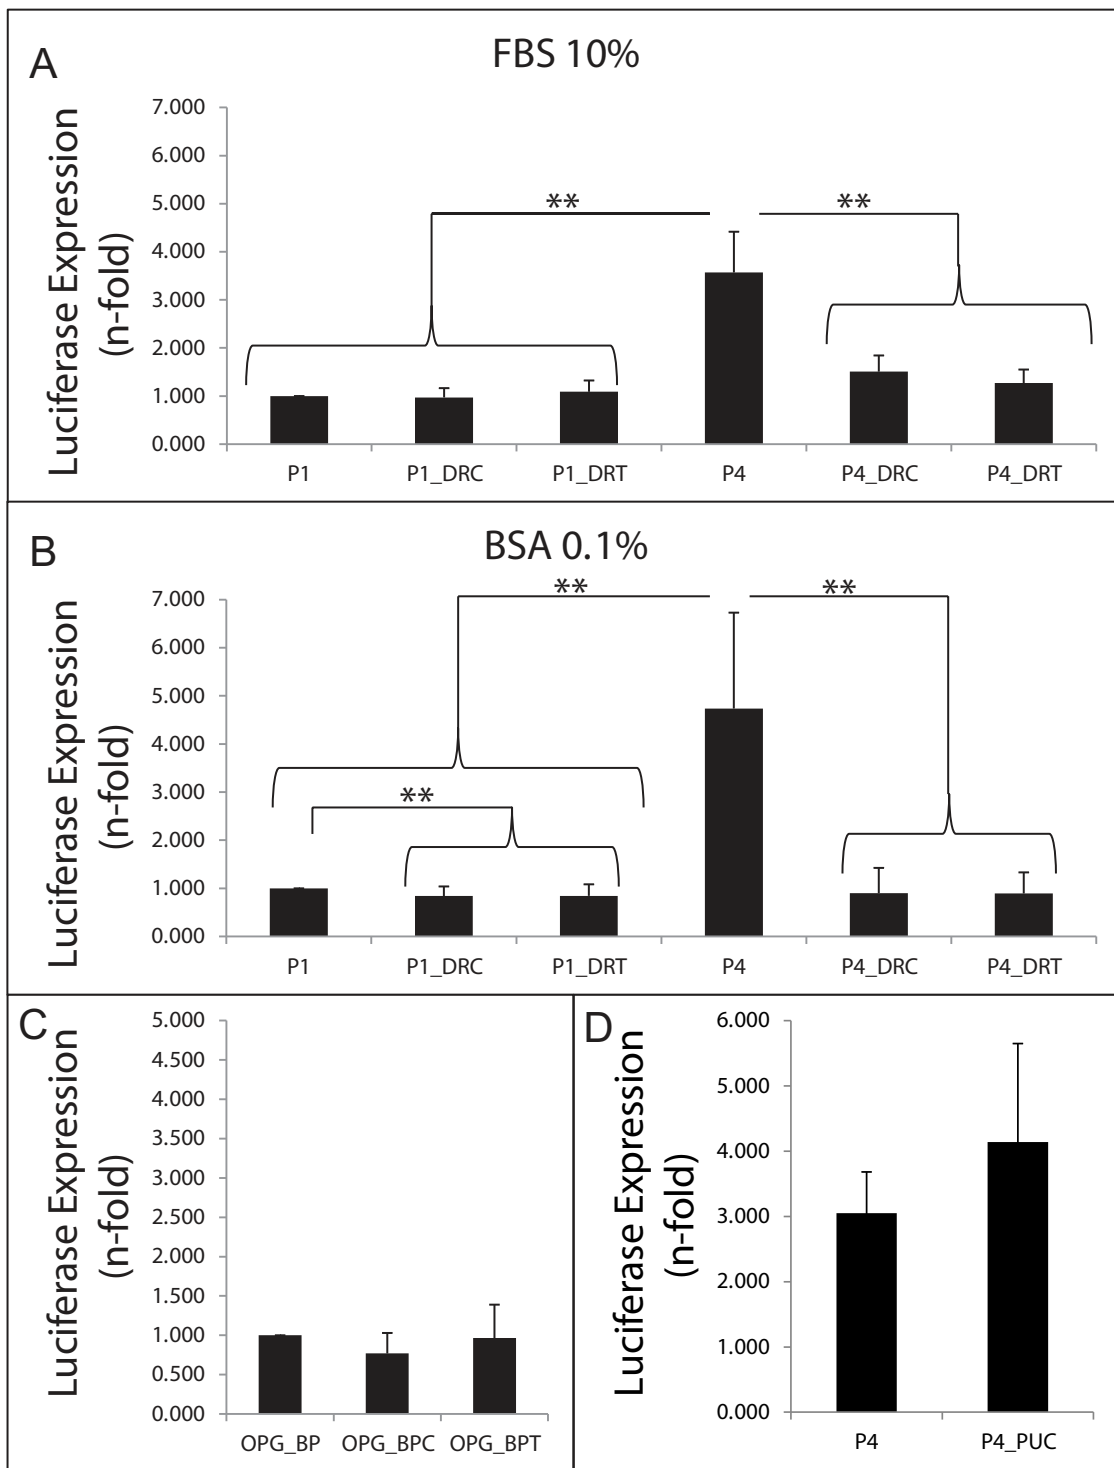 A
FBS 10%
Luciferase Expression
(n-fold)
7.000
6.000
5.000
4.000
3.000
2.000
1.000
0.000
**
**
P1
P1_DRC
P1_DRT
P4
P4_DRC
P4_DRT
B
BSA 0.1%
Luciferase Expression
(n-fold)
7.000
6.000
5.000
4.000
3.000
2.000
1.000
0.000
**
**
**
P1
P1_DRC
P1_DRT
P4
P4_DRC
P4_DRT
C
Luciferase Expression
(n-fold)
5.000
4.500
4.000
3.500
3.000
2.500
2.000
1.500
1.000
0.500
0.000
OPG_BP
OPG_BPC
OPG_BPT
D
Luciferase Expression
(n-fold)
6.000
5.000
4.000
3.000
2.000
1.000
0.000
P4
P4_PUC